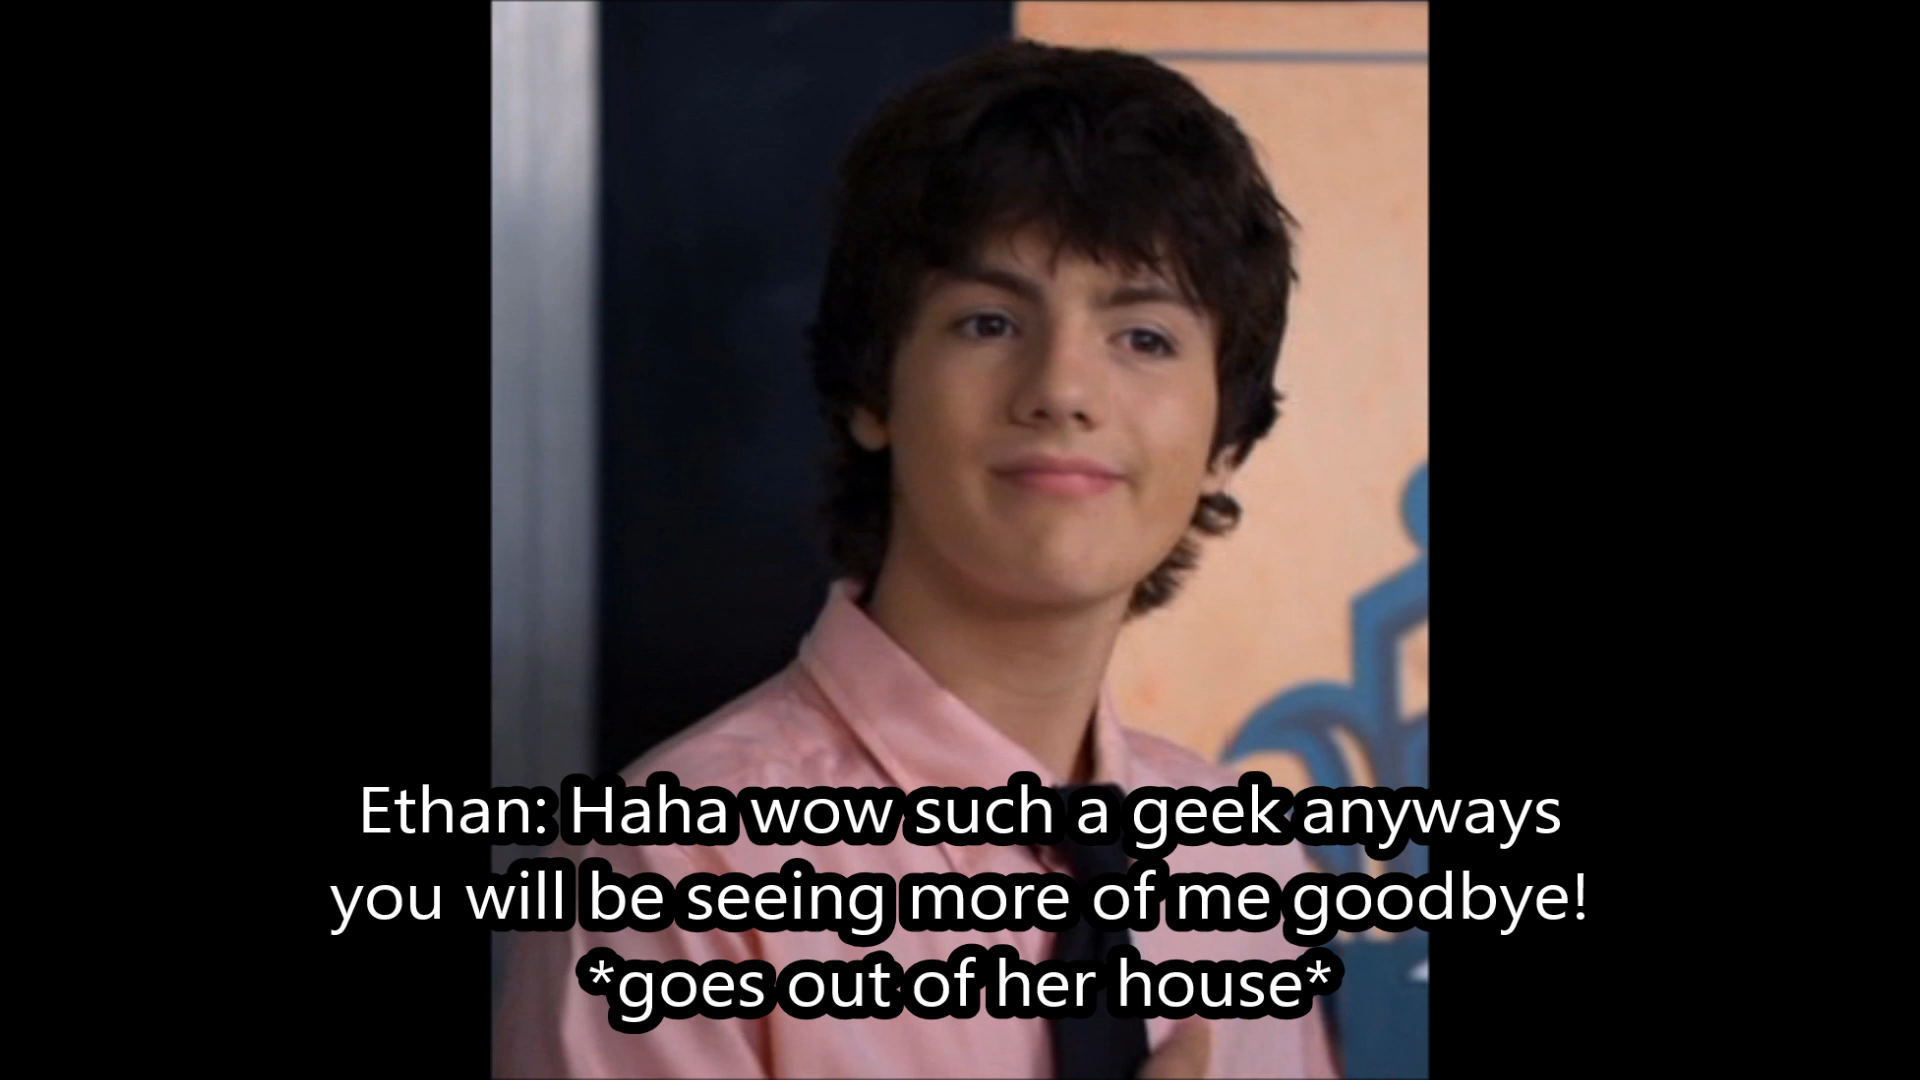 Ethan: Haha wow such a geek anyways
you will be seeing more of me goodbye!
*goes out of her house*